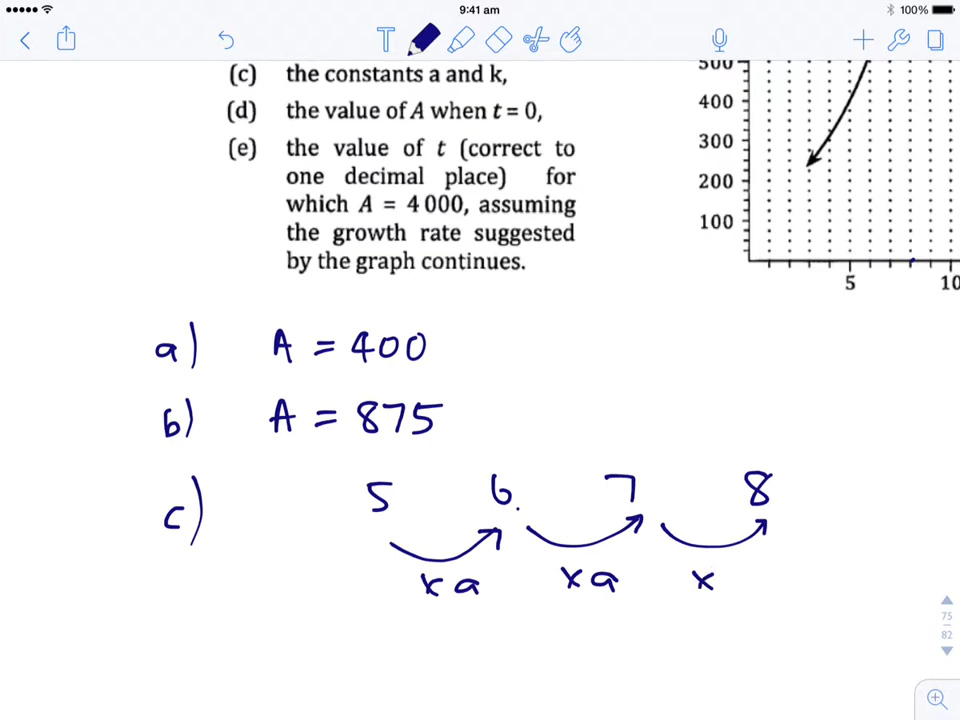 9:41 am
100%
T
(c) the constants a and k,
(d) the value of A when t = 0,
(e) the value of t (correct to
one decimal place) for
which A = 4 000, assuming
the growth rate suggested
by the graph continues.
500
400
300
200
100
5
10
a) A = 400
b) A = 875
c) 5 6 7 8
x a x a x
75
82